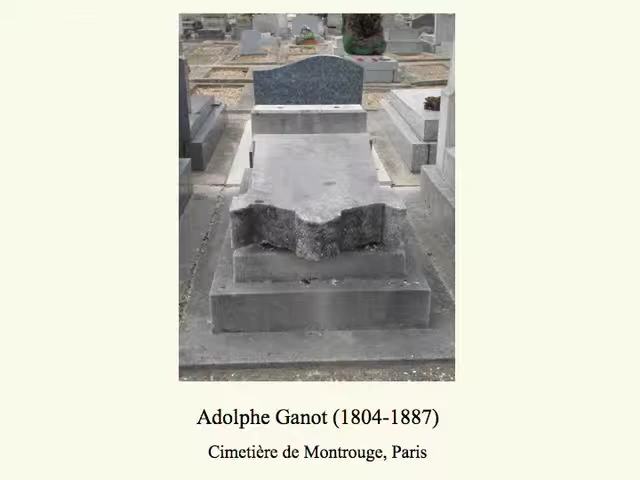 Adolphe Ganot (1804-1887)
Cimetière de Montrouge, Paris